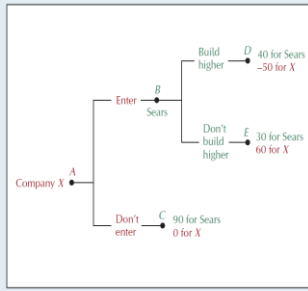 Build
higher
D
40 for Sears
–50 for X
B
Enter
Sears
Don't
build
higher
E
30 for Sears
60 for X
A
Company X
Don't
enter
C
90 for Sears
0 for X